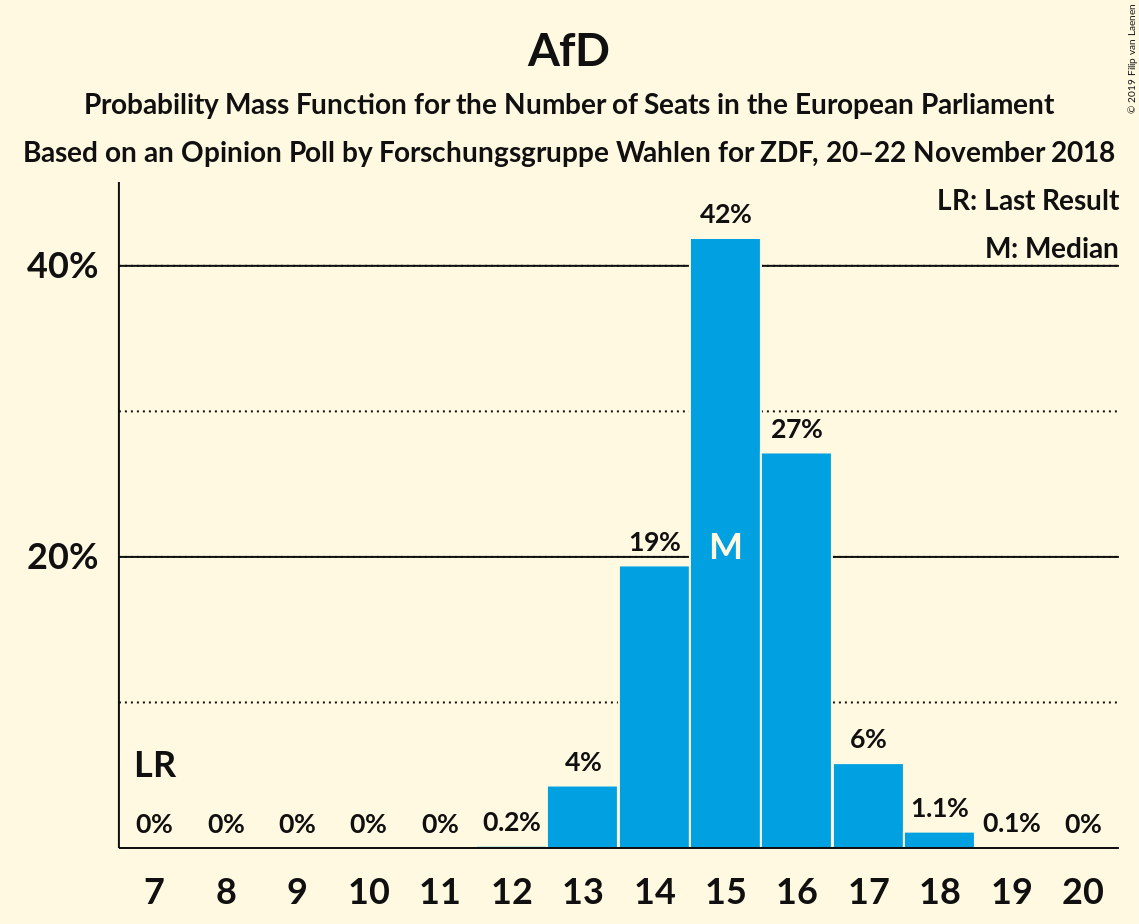 AfD
Probability Mass Function for the Number of Seats in the European Parliament
Based on an Opinion Poll by Forschungsgruppe Wahlen for ZDF, 20–22 November 2018
© 2019 Filip van Laenen
LR: Last Result
M: Median
40%
20%
42%
27%
19%
M
6%
4%
LR
0% 0% 0% 0% 0% 0.2% 1.1% 0.1% 0%
7 8 9 10 11 12 13 14 15 16 17 18 19 20